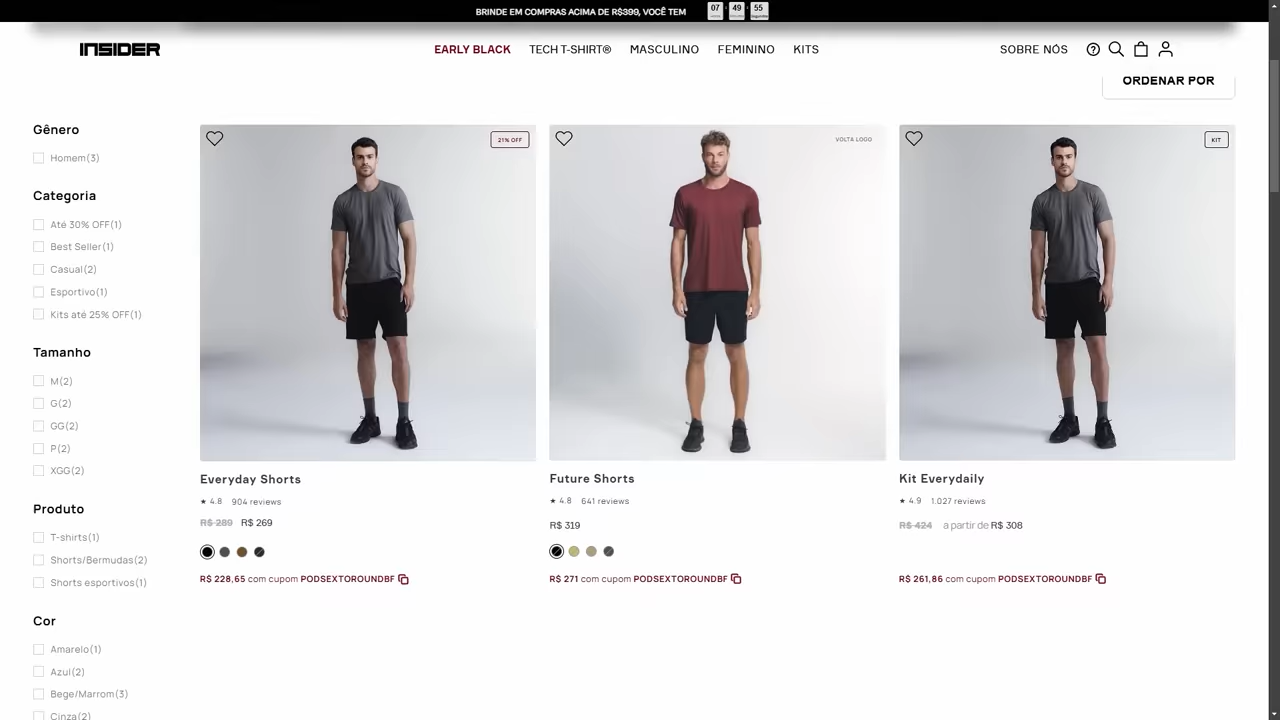 BRINDE EM COMPRAS ACIMA DE R$399, VOCÊ TEM
07 49 55
INSIDER
EARLY BLACK
TECH T-SHIRT®
MASCULINO
FEMININO
KITS
SOBRE NÓS
ORDENAR POR
Gênero
Homem(3)
Categoria
Até 30% OFF(1)
Best Seller(1)
Casual(2)
Esportivo(1)
Kits até 25% OFF(1)
Tamanho
M(2)
G(2)
GG(2)
P(2)
XGG(2)
Produto
T-shirts(1)
Shorts/Bermudas(2)
Shorts esportivos(1)
Cor
Amarelo(1)
Azul(2)
Bege/Marrom(3)
Cinza(2)
21% OFF
Everyday Shorts
★ 4.8 904 reviews
R$ 289 R$ 269
R$ 228,65 com cupom PODSEXTOROUNDBF
VOLTA LOGO
Future Shorts
★ 4.8 641 reviews
R$ 319
R$ 271 com cupom PODSEXTOROUNDBF
KIT
Kit Everydaily
★ 4.9 1.027 reviews
R$ 424 a partir de R$ 308
R$ 261,86 com cupom PODSEXTOROUNDBF